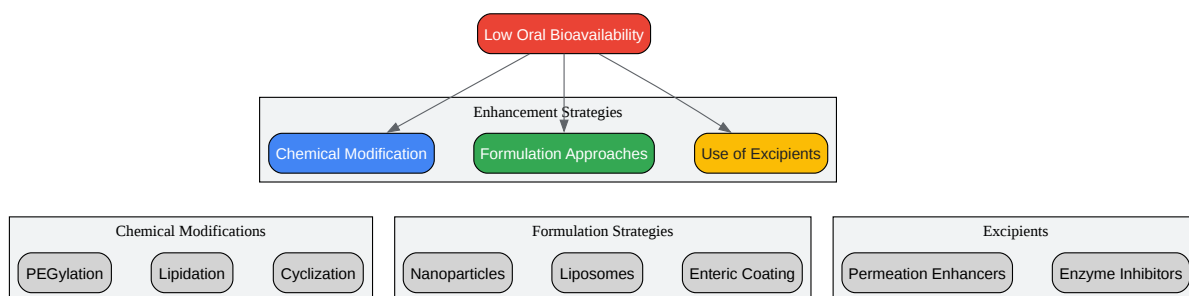 Low Oral Bioavailability
Enhancement Strategies
Chemical Modification
Formulation Approaches
Use of Excipients
Chemical Modifications
PEGylation
Lipidation
Cyclization
Formulation Strategies
Nanoparticles
Liposomes
Enteric Coating
Excipients
Permeation Enhancers
Enzyme Inhibitors